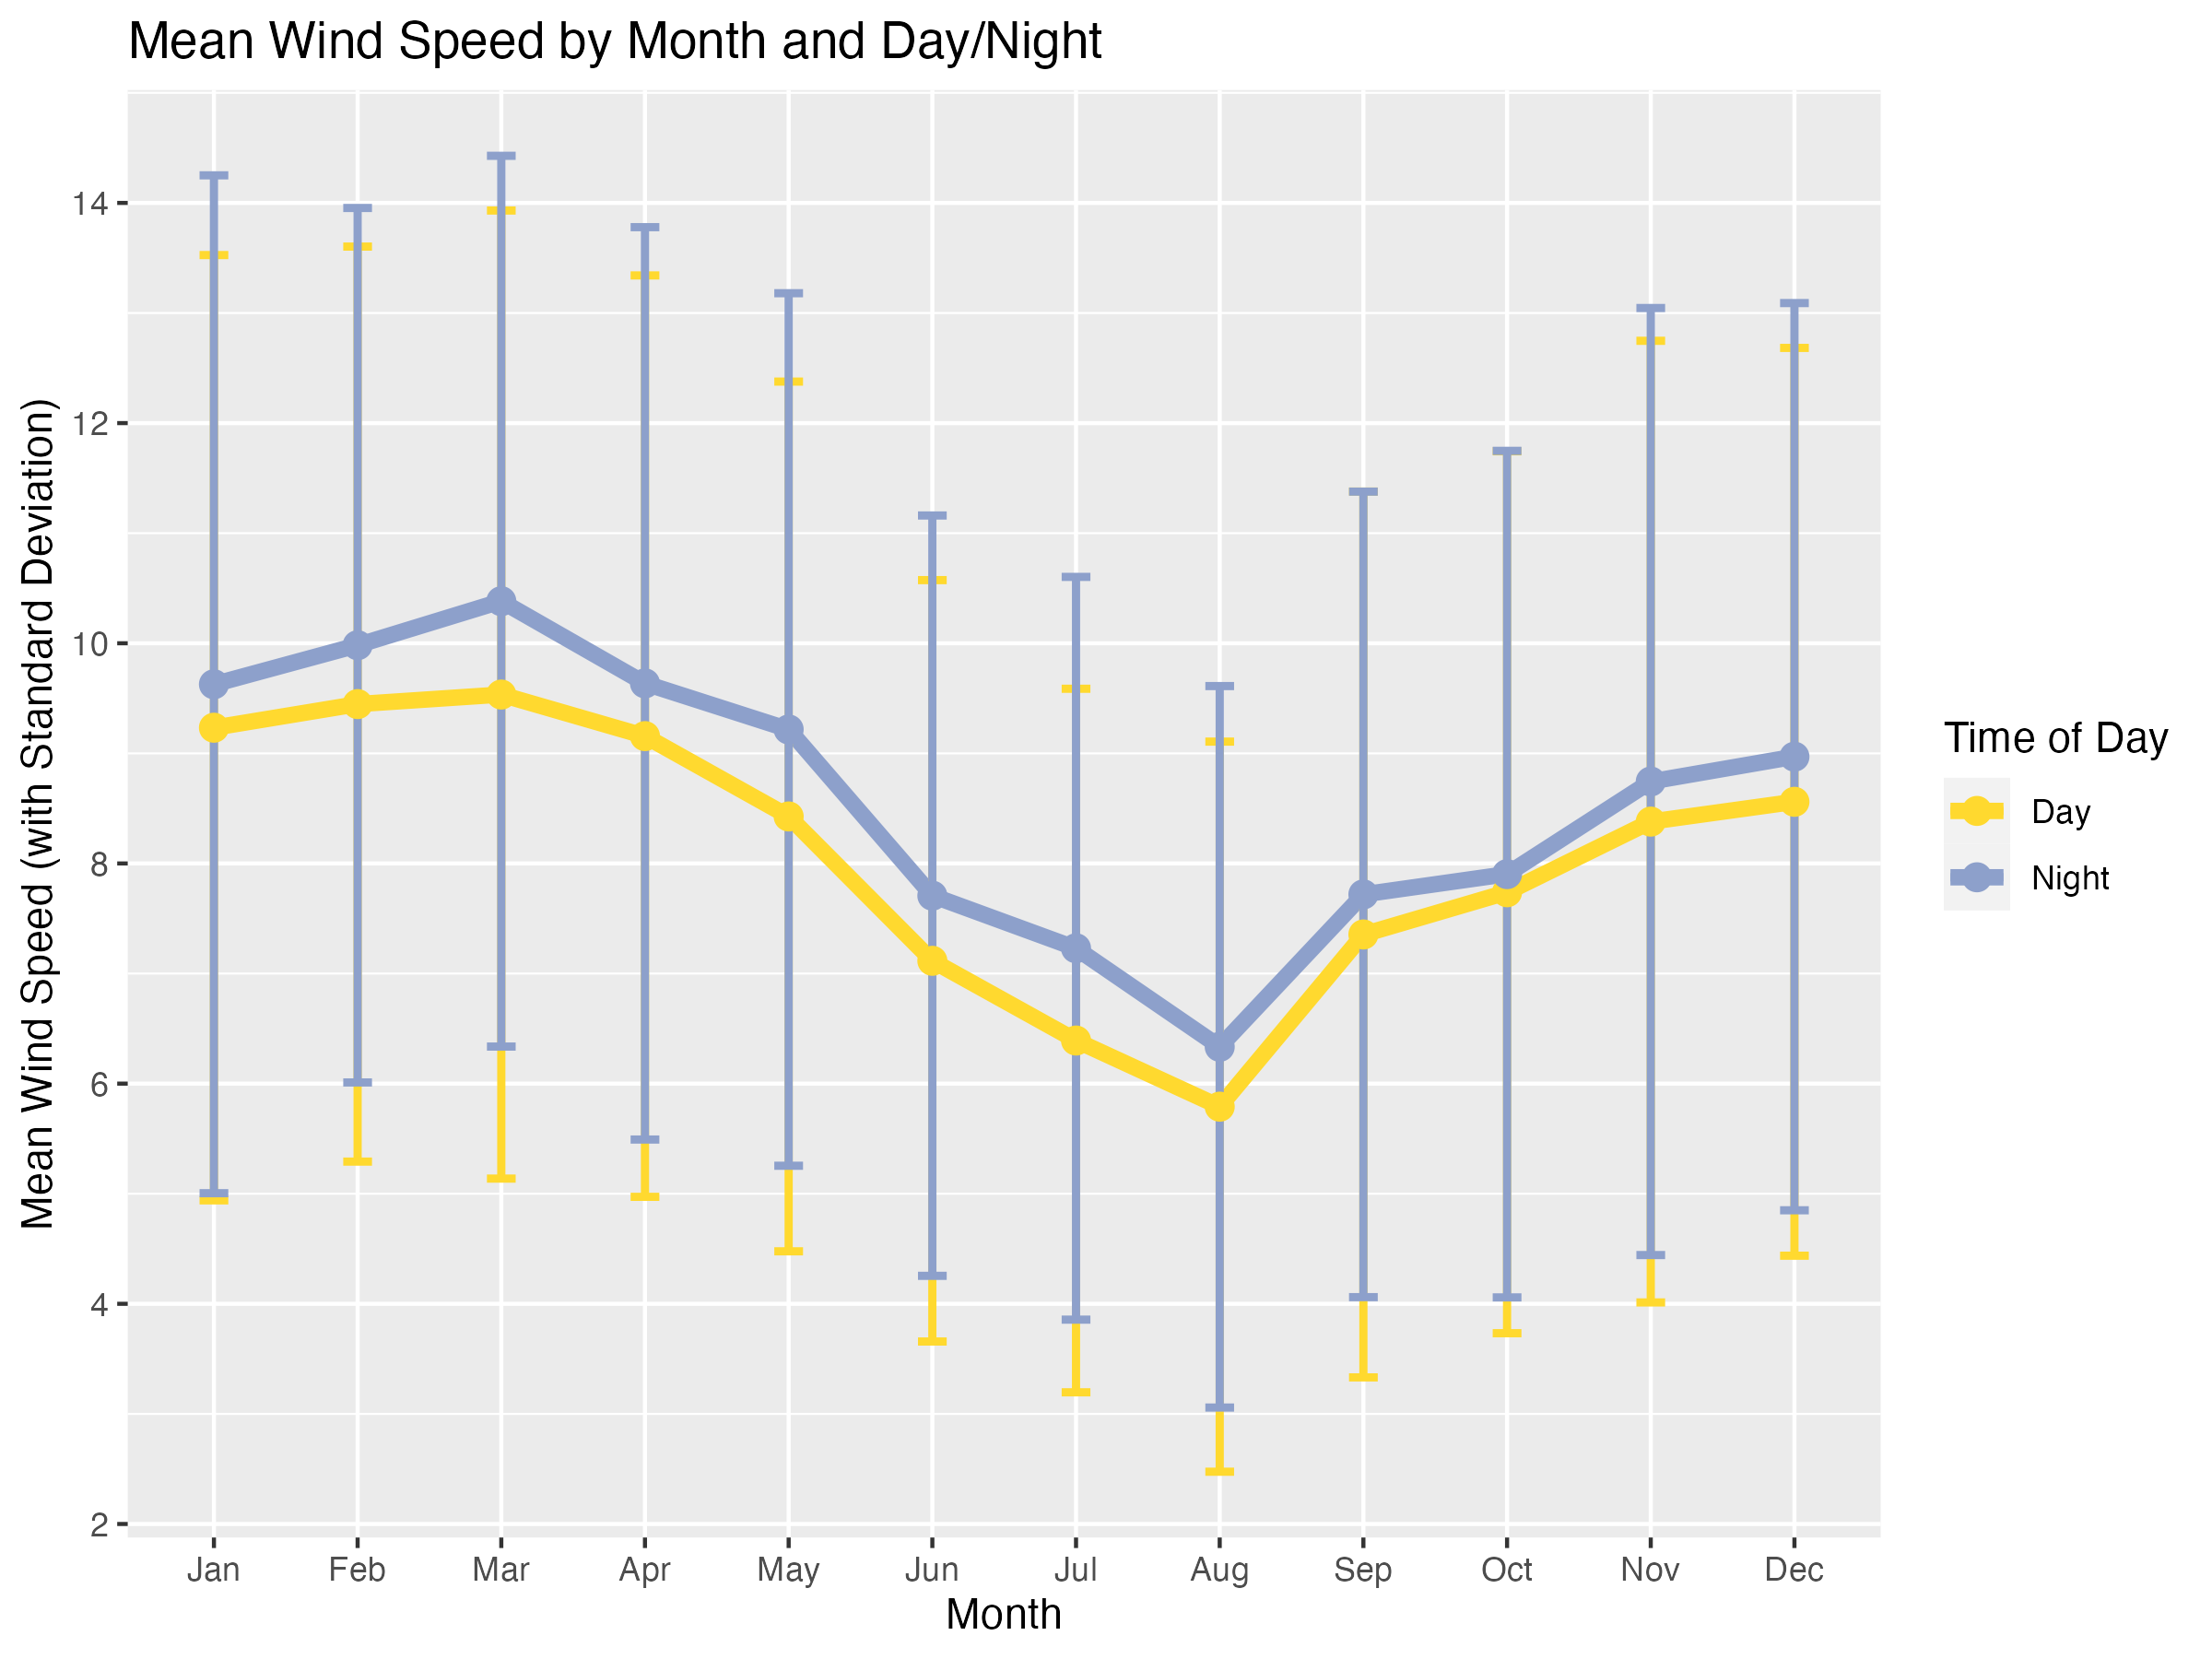 Mean Wind Speed by Month and Day/Night
Mean Wind Speed (with Standard Deviation)
14
12
10
8
6
4
2
Jan Feb Mar Apr May Jun Jul Aug Sep Oct Nov Dec
Month
Time of Day
Day
Night